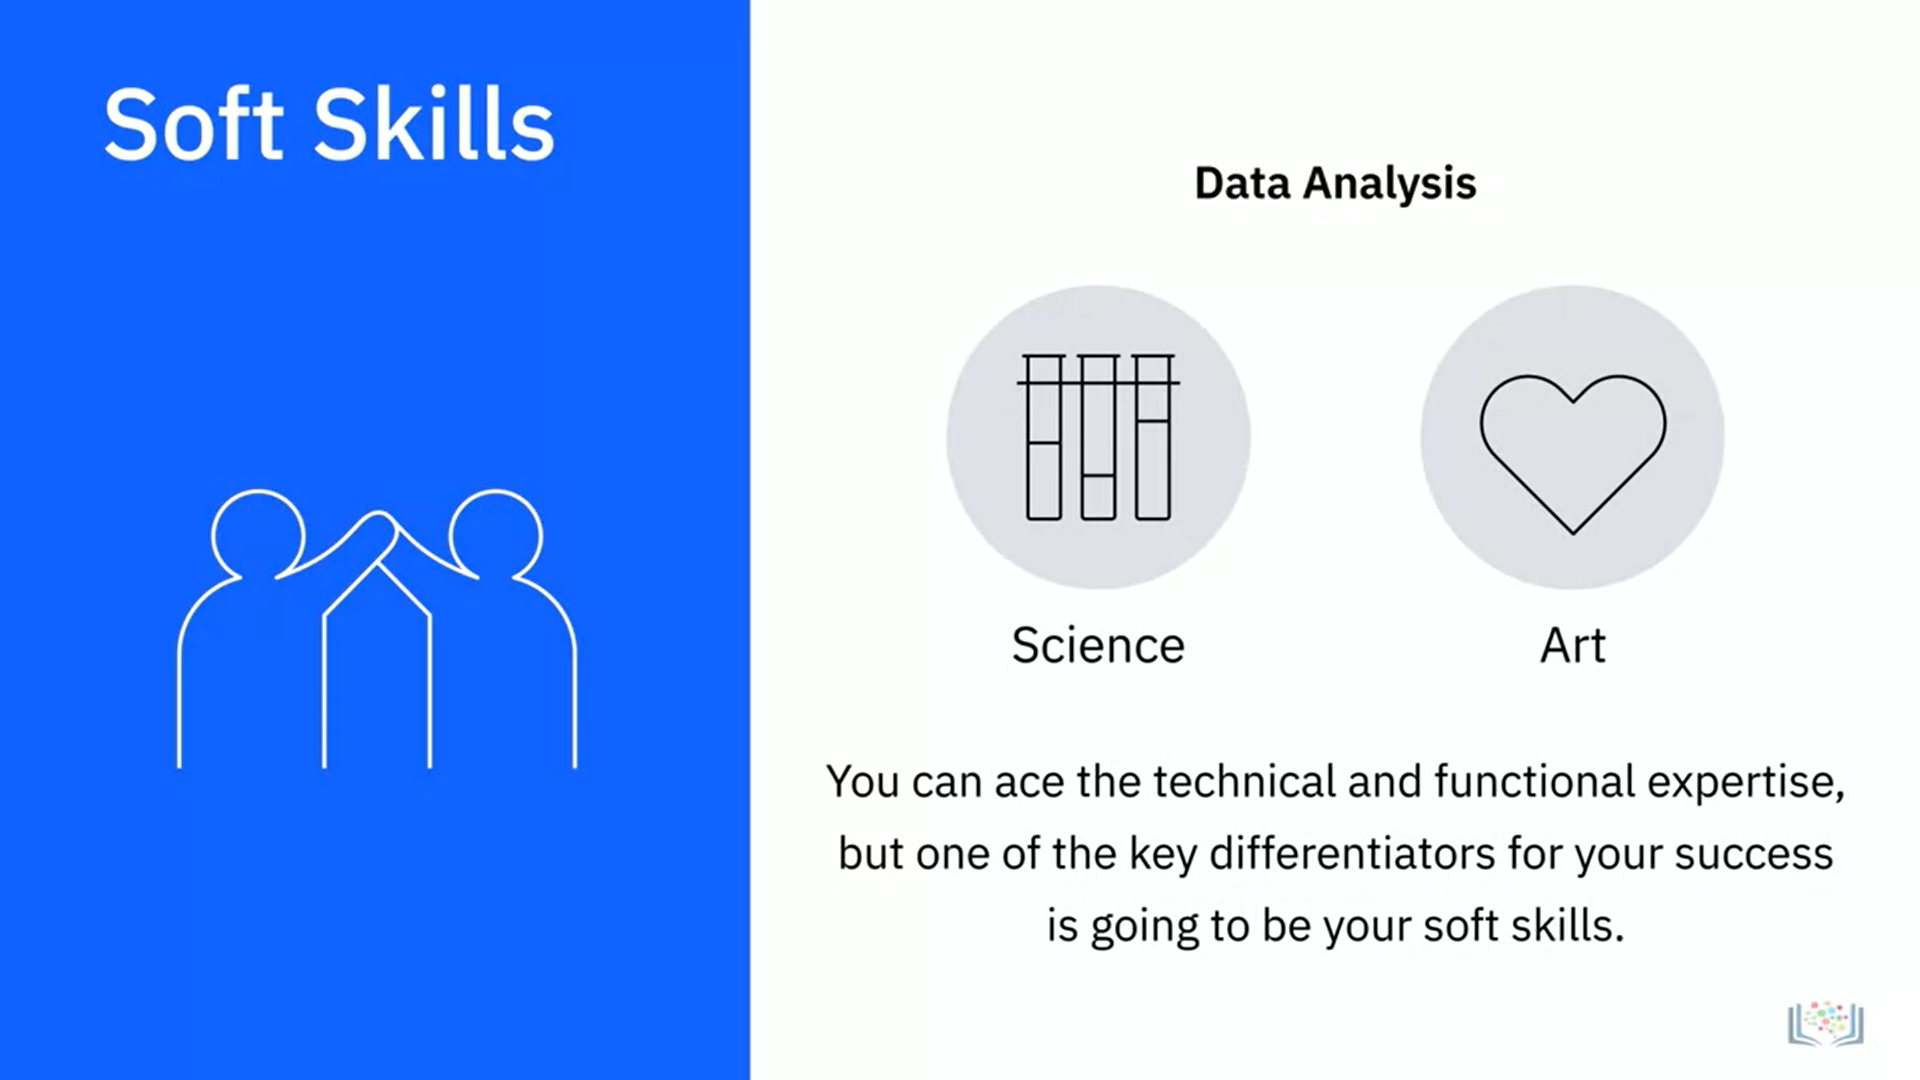 Soft Skills
Data Analysis
Science
Art
You can ace the technical and functional expertise,
but one of the key differentiators for your success
is going to be your soft skills.